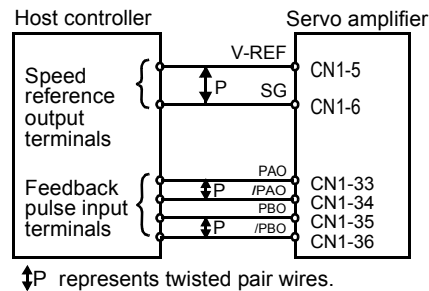 Host controller
Servo amplifier
Speed
reference
output
terminals
V-REF
P
SG
CN1-5
CN1-6
Feedback
pulse input
terminals
PAO
P
/PAO
PBO
P
/PBO
CN1-33
CN1-34
CN1-35
CN1-36
P represents twisted pair wires.